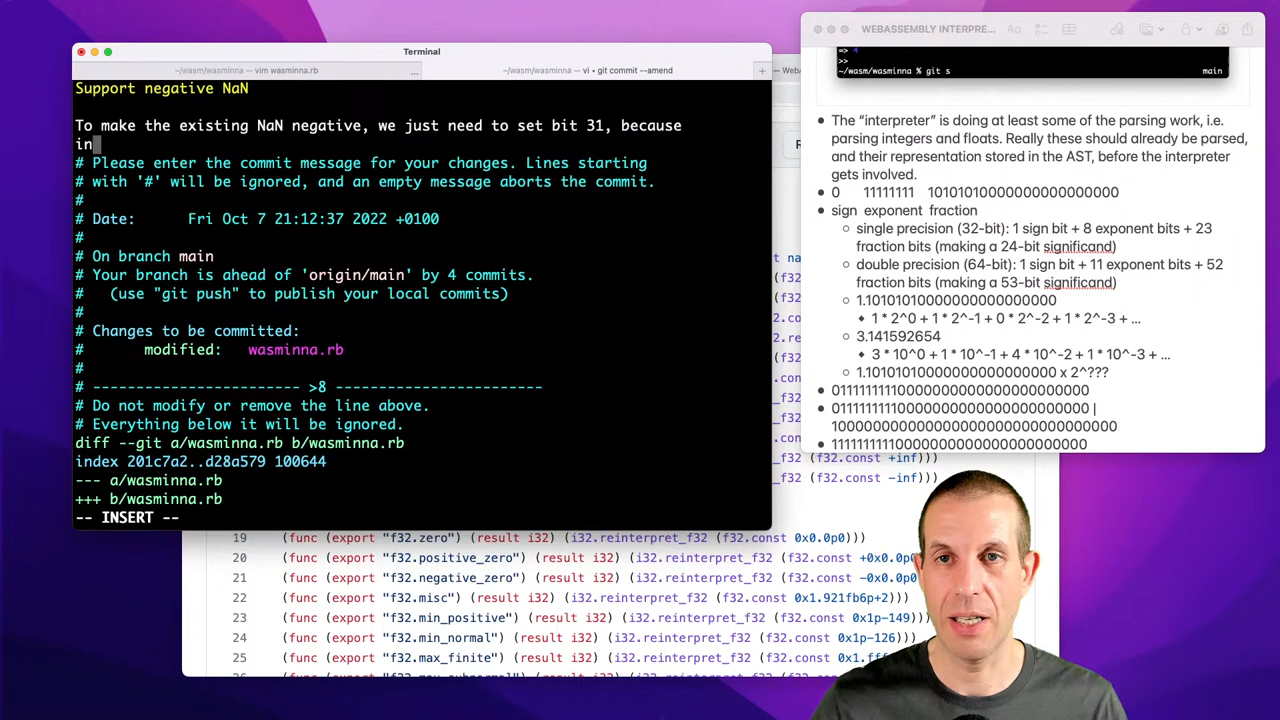 Terminal
~/wasm/wasminna — vim wasminna.rb
...
~/wasm/wasminna — vi • git commit --amend
+
Support negative NaN
To make the existing NaN negative, we just need to set bit 31, because
in
# Please enter the commit message for your changes. Lines starting
# with '#' will be ignored, and an empty message aborts the commit.
#
# Date:      Fri Oct 7 21:12:37 2022 +0100
#
# On branch main
# Your branch is ahead of 'origin/main' by 4 commits.
#   (use "git push" to publish your local commits)
#
# Changes to be committed:
#       modified:   wasminna.rb
#
# ------------------------ >8 ------------------------
# Do not modify or remove the line above.
# Everything below it will be ignored.
diff --git a/wasminna.rb b/wasminna.rb
index 201c7a2..d28a579 100644
--- a/wasminna.rb
+++ b/wasminna.rb
-- INSERT --
WEBASSEMBLY INTERPRE...
Aa
=> 4
>>
~/wasm/wasminna % git s main
• The “interpreter” is doing at least some of the parsing work, i.e.
parsing integers and floats. Really these should already be parsed,
and their representation stored in the AST, before the interpreter
gets involved.
• 0 11111111 10101010000000000000000
• sign exponent fraction
◦ single precision (32-bit): 1 sign bit + 8 exponent bits + 23
fraction bits (making a 24-bit significand)
◦ double precision (64-bit): 1 sign bit + 11 exponent bits + 52
fraction bits (making a 53-bit significand)
◦ 1.10101010000000000000000
◆ 1 * 2^0 + 1 * 2^-1 + 0 * 2^-2 + 1 * 2^-3 + ...
◦ 3.141592654
◆ 3 * 10^0 + 1 * 10^-1 + 4 * 10^-2 + 1 * 10^-3 + ...
◦ 1.10101010000000000000000 x 2^???
• 01111111110000000000000000000000
• 01111111110000000000000000000000 |
10000000000000000000000000000000
• 11111111110000000000000000000000
(f32.const +inf)))
(f32.const -inf)))
19 (func (export "f32.zero") (result i32) (i32.reinterpret_f32 (f32.const 0x0.0p0)))
20 (func (export "f32.positive_zero") (result i32) (i32.reinterpret_f32 (f32.const +0x0.0p0
21 (func (export "f32.negative_zero") (result i32) (i32.reinterpret_f32 (f32.const -0x0.0p0
22 (func (export "f32.misc") (result i32) (i32.reinterpret_f32 (f32.const 0x1.921fb6p+2)))
23 (func (export "f32.min_positive") (result i32) (i32.reinterpret_f32 (f32.const 0x1p-149)))
24 (func (export "f32.min_normal") (result i32) (i32.reinterpret_f32 (f32.const 0x1p-126)))
25 (func (export "f32.max_finite") (result i32) (i32.reinterpret_f32 (f32.const 0x1.fff